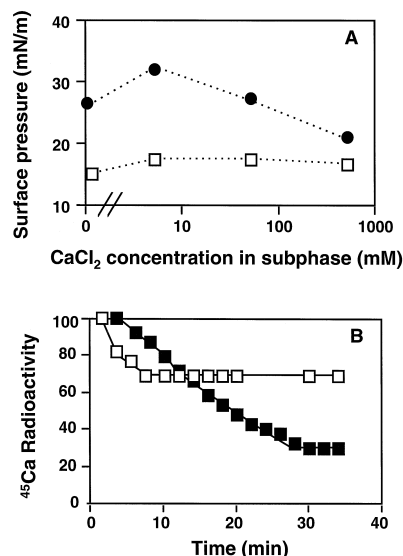 A
Surface pressure (mN/m)
40
30
20
10
0 10 100 1000
CaCl2 concentration in subphase (mM)
B
45Ca Radioactivity
100
80
60
40
20
0
0 10 20 30 40
Time (min)